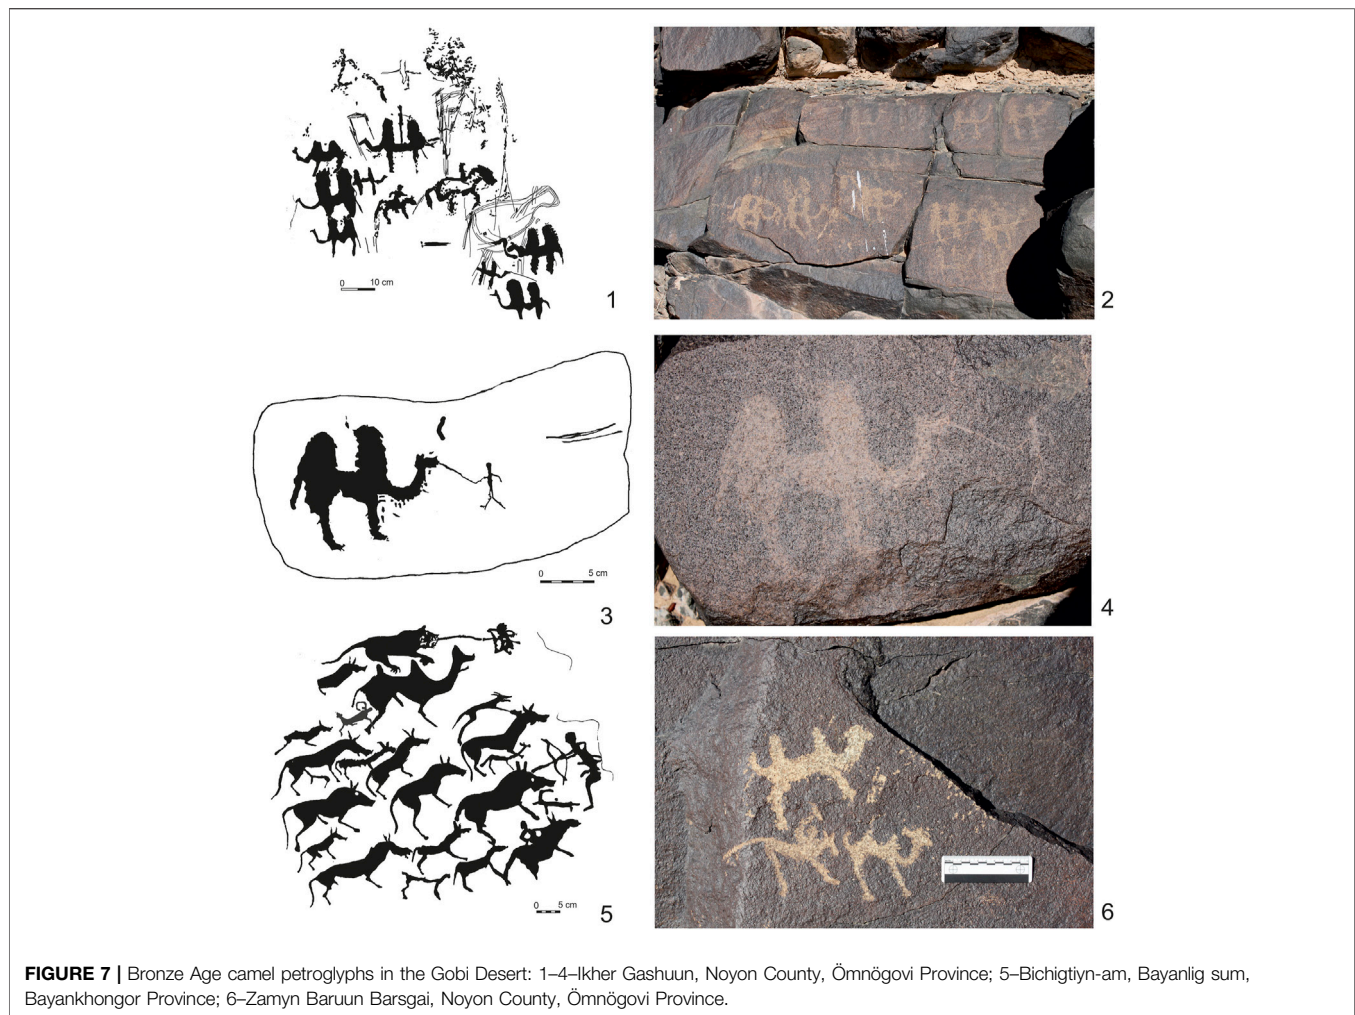 0 10 cm
1
2
0 5 cm
3
4
0 5 cm
5
6
FIGURE 7 | Bronze Age camel petroglyphs in the Gobi Desert: 1–4–Ikher Gashuun, Noyon County, Ömnögovi Province; 5–Bichigtiyn-am, Bayanlig sum,
Bayankhongor Province; 6–Zamyn Baruun Barsgai, Noyon County, Ömnögovi Province.